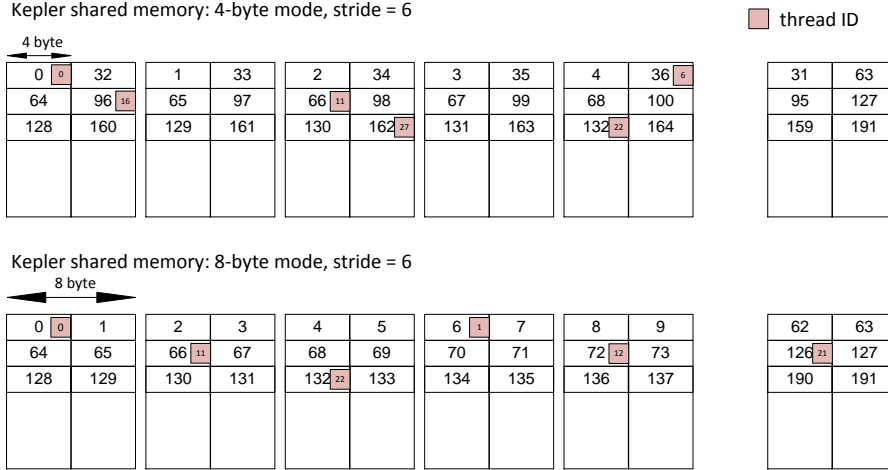 Kepler shared memory: 4-byte mode, stride = 6
thread ID
4 byte
0 0 32 1 33 2 34 3 35 4 36 6 31 63
64 96 16 65 97 66 11 98 67 99 68 100 95 127
128 160 129 161 130 162 27 131 163 132 22 164 159 191
Kepler shared memory: 8-byte mode, stride = 6
8 byte
0 0 1 2 3 4 5 6 1 7 8 9 62 63
64 65 66 11 67 68 69 70 71 72 12 73 126 21 127
128 129 130 131 132 22 133 134 135 136 137 190 191